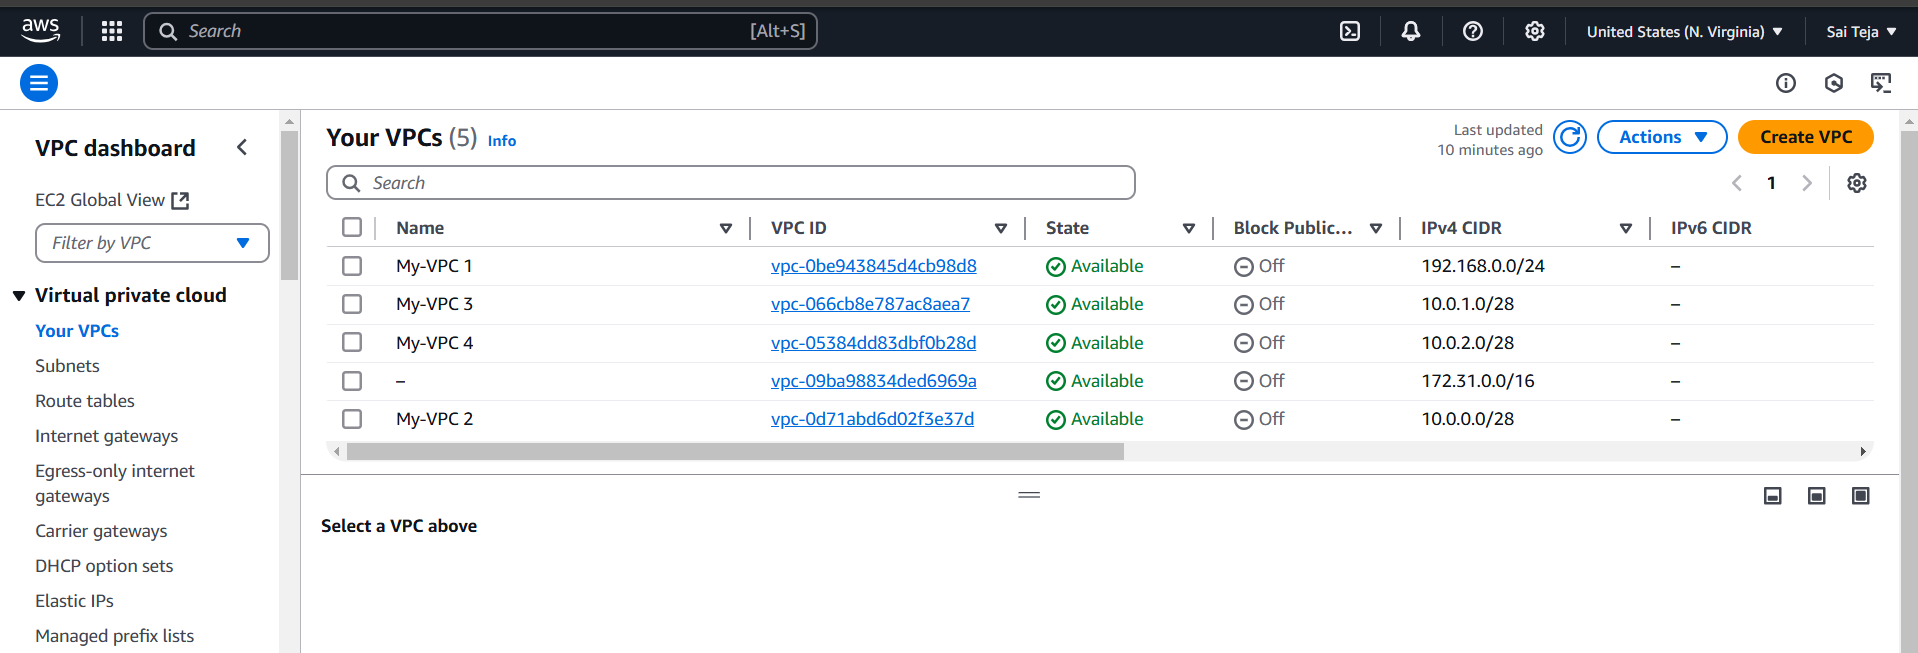 aws
Search [Alt+S]
United States (N. Virginia)
Sai Teja
VPC dashboard
EC2 Global View
Filter by VPC
Virtual private cloud
Your VPCs
Subnets
Route tables
Internet gateways
Egress-only internet
gateways
Carrier gateways
DHCP option sets
Elastic IPs
Managed prefix lists
Your VPCs (5) Info
Last updated
10 minutes ago
Actions
Create VPC
Search
1
Name VPC ID State Block Public... IPv4 CIDR IPv6 CIDR
My-VPC 1 vpc-0be943845d4cb98d8 Available Off 192.168.0.0/24 –
My-VPC 3 vpc-066cb8e787ac8aea7 Available Off 10.0.1.0/28 –
My-VPC 4 vpc-05384dd83dbf0b28d Available Off 10.0.2.0/28 –
– vpc-09ba98834ded6969a Available Off 172.31.0.0/16 –
My-VPC 2 vpc-0d71abd6d02f3e37d Available Off 10.0.0.0/28 –
Select a VPC above